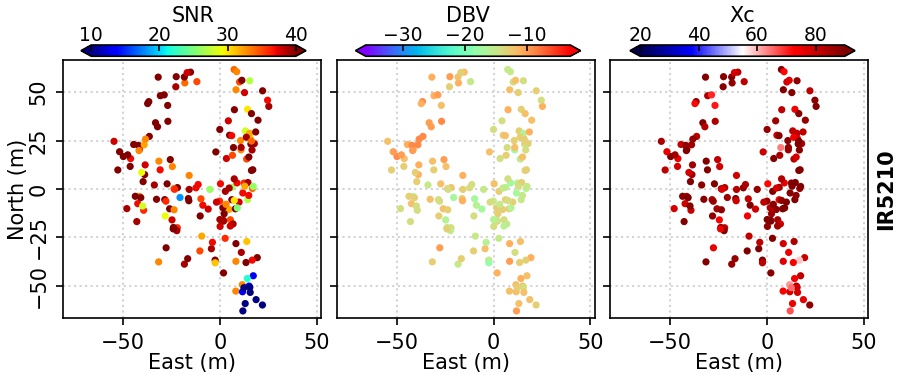 SNR DBV Xc
10 20 30 40 −30 −20 −10 20 40 60 80
50
25
0
−25
−50
North (m)
IR5210
−50 0 50 −50 0 50 −50 0 50
East (m) East (m) East (m)